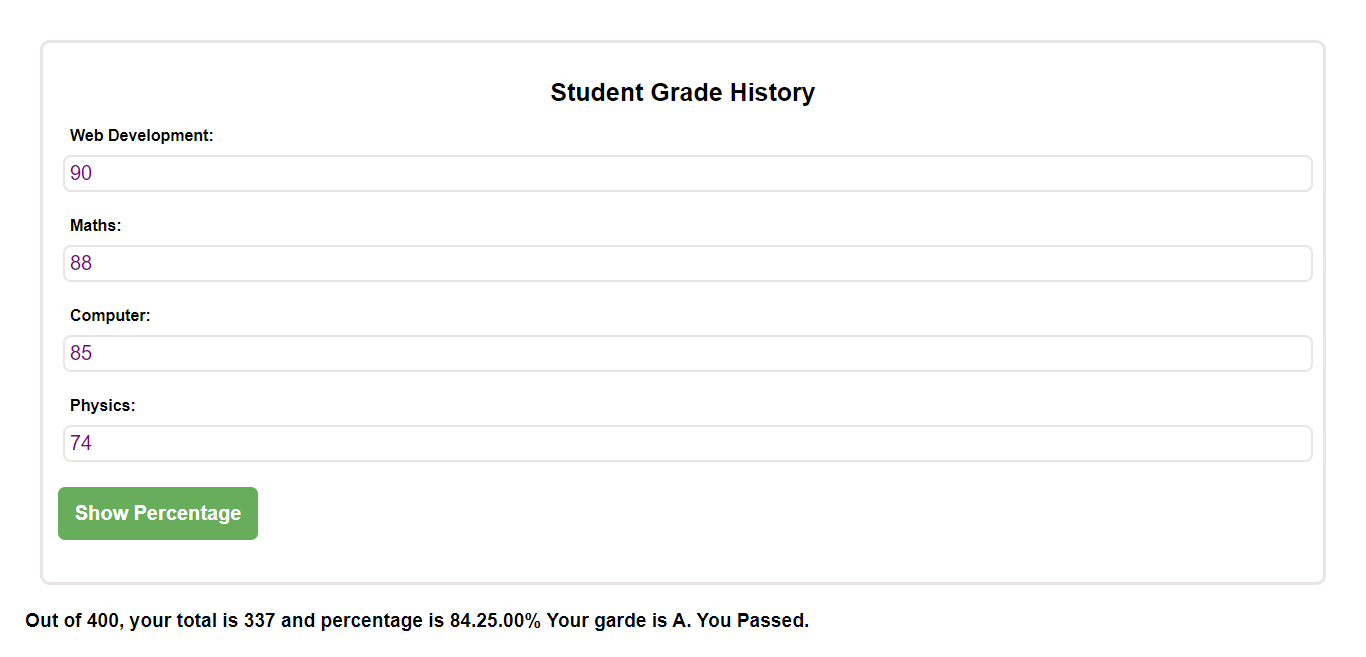 Student Grade History
Web Development:
90
Maths:
88
Computer:
85
Physics:
74
Show Percentage
Out of 400, your total is 337 and percentage is 84.25.00% Your garde is A. You Passed.